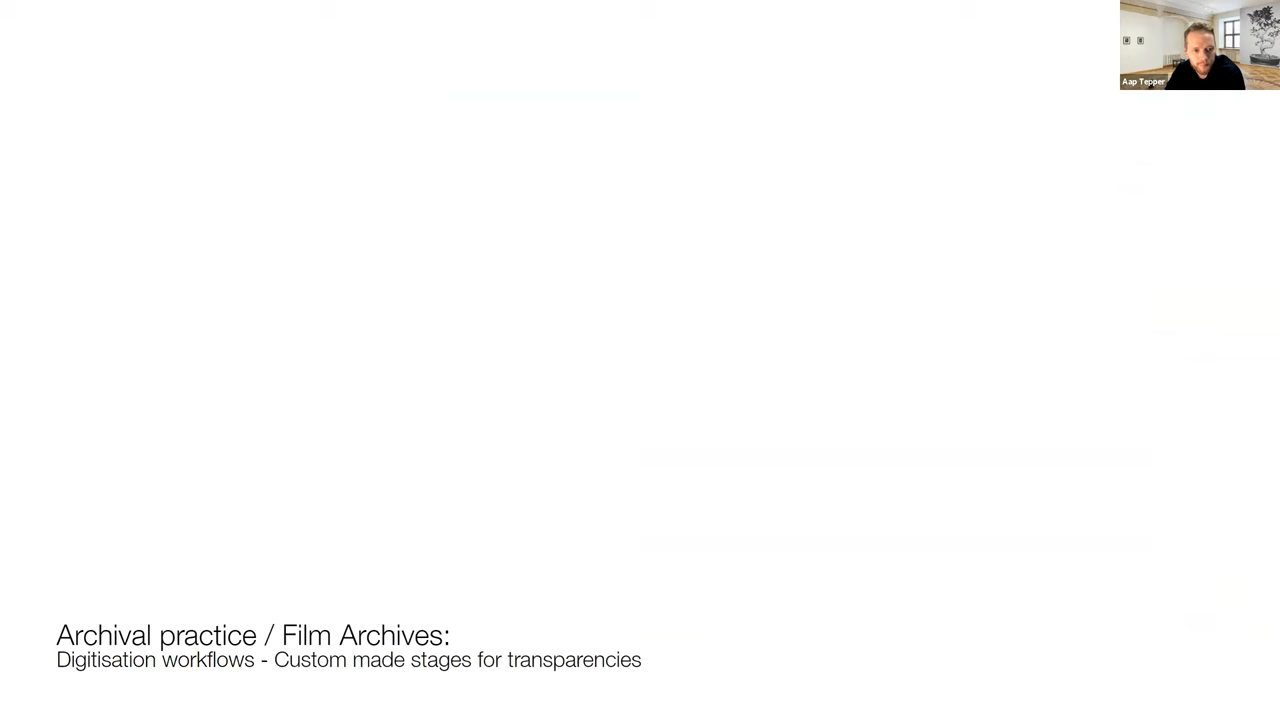 Aap Tepper
Archival practice / Film Archives:
Digitisation workflows - Custom made stages for transparencies